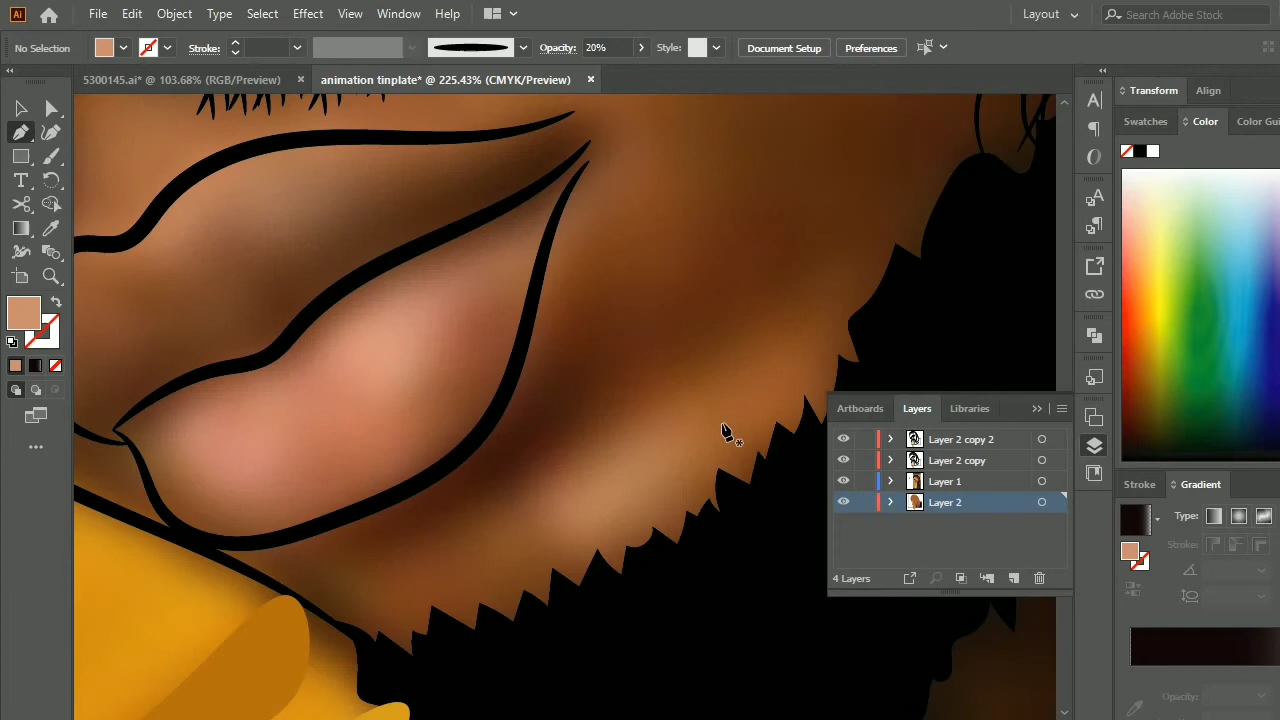 Ai File Edit Object Type Select Effect View Window Help Layout Search Adobe Stock
No Selection Stroke: Opacity: 20% Style: Document Setup Preferences
5300145.ai* @ 103.68% (RGB/Preview) × animation tinplate* @ 225.43% (CMYK/Preview) ×
Transform Align
Swatches Color Color Gui
Artboards Layers Libraries
Layer 2 copy 2
Layer 2 copy
Layer 1
Layer 2
4 Layers
Stroke Gradient
Type:
Stroke:
Opacity: